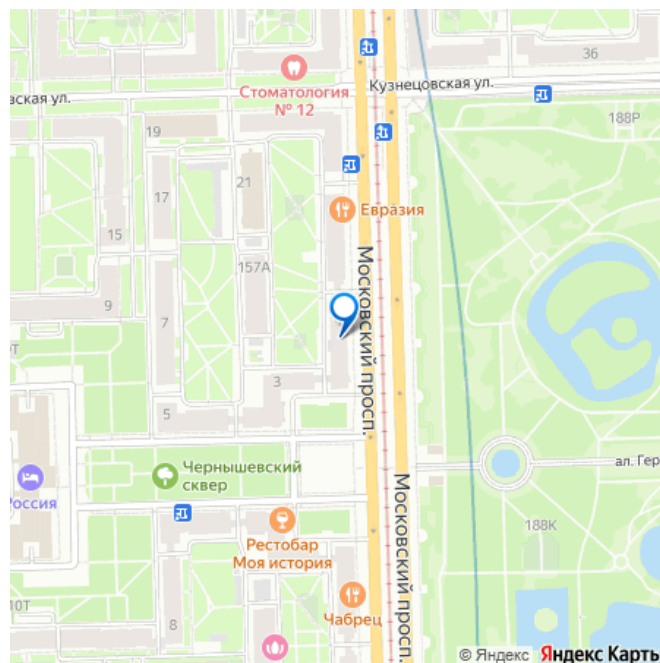 36
Кузнецовская ул.
Стоматология
№ 12
вская ул.
188Р
19
17
21
Евразия
15
157А
Московский просп.
9
7
3
5
Чернышевский
сквер
ал. Гер
Россия
Московский просп.
188К
Рестобар
Моя история
10Т
Чабрец
8
© Яндекс
Яндекс Карть